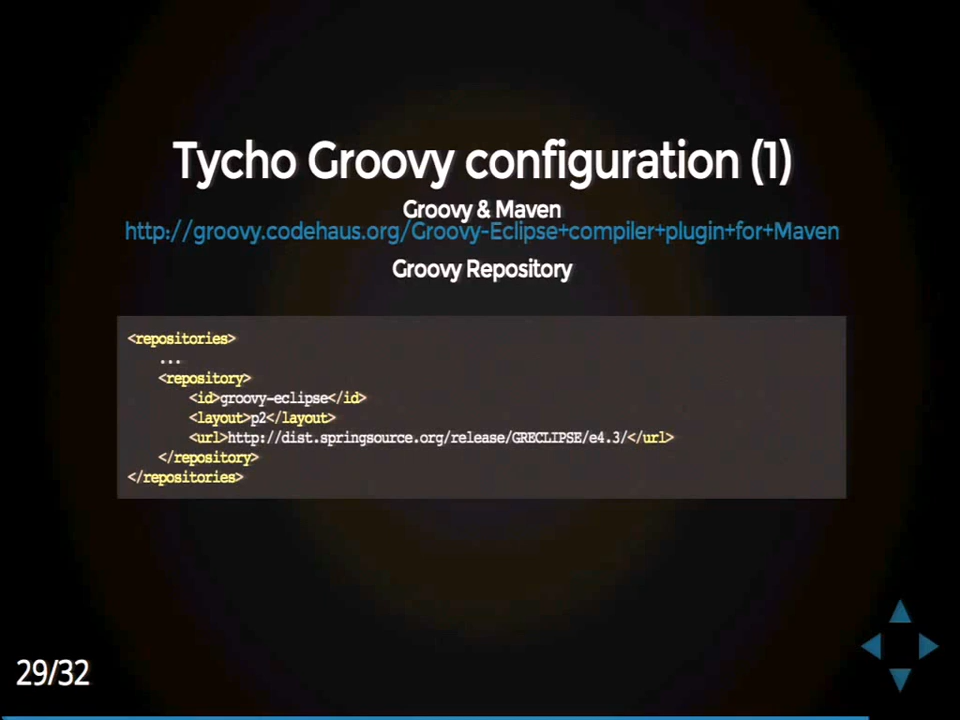 Tycho Groovy configuration (1)
Groovy & Maven
http://groovy.codehaus.org/Groovy-Eclipse+compiler+plugin+for+Maven
Groovy Repository
<repositories>
...
<repository>
<id>groovy-eclipse</id>
<layout>p2</layout>
<url>http://dist.springsource.org/release/GRECLIPSE/e4.3/</url>
</repository>
</repositories>
29/32